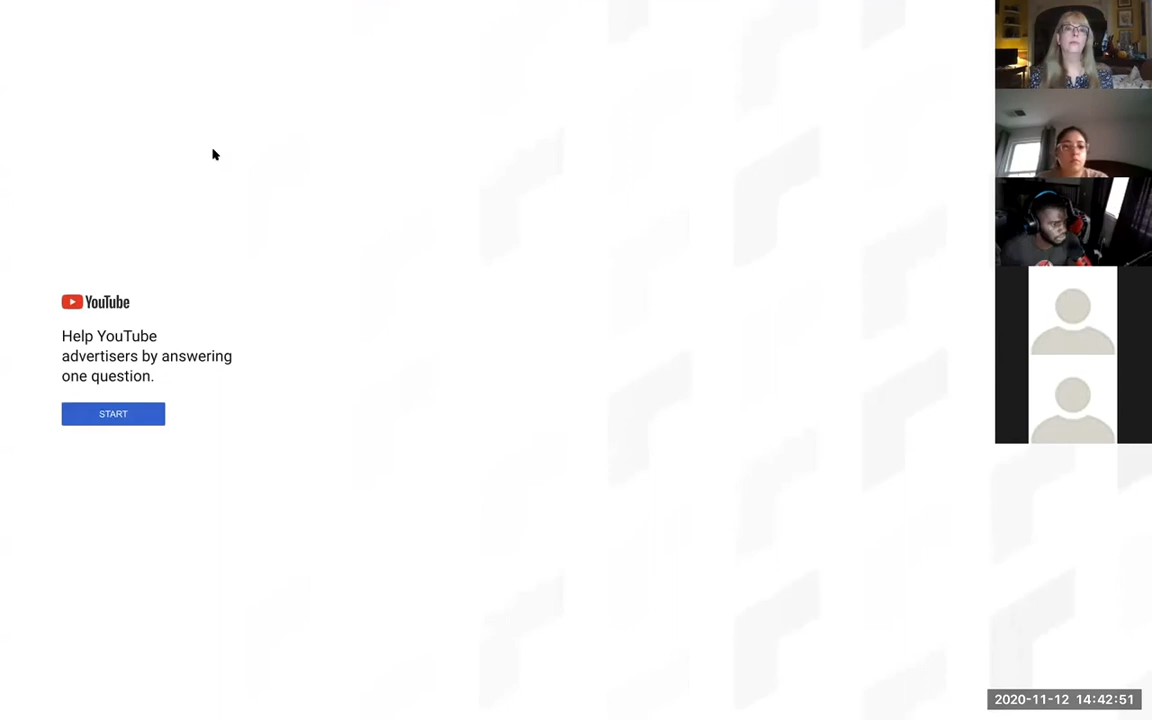 YouTube
Help YouTube
advertisers by answering
one question.
START
2020-11-12 14:42:51